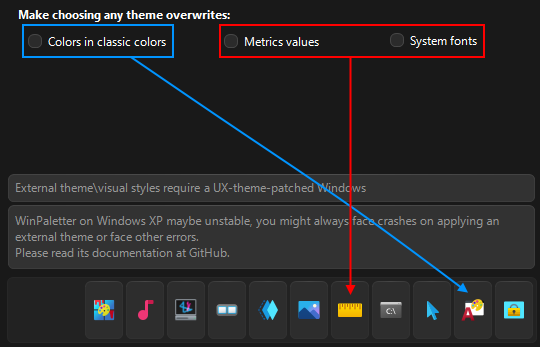 Make choosing any theme overwrites:
Colors in classic colors
Metrics values
System fonts
External theme\visual styles require a UX-theme-patched Windows
WinPaletter on Windows XP maybe unstable, you might always face crashes on applying an
external theme or face other errors.
Please read its documentation at GitHub.
C:\
A